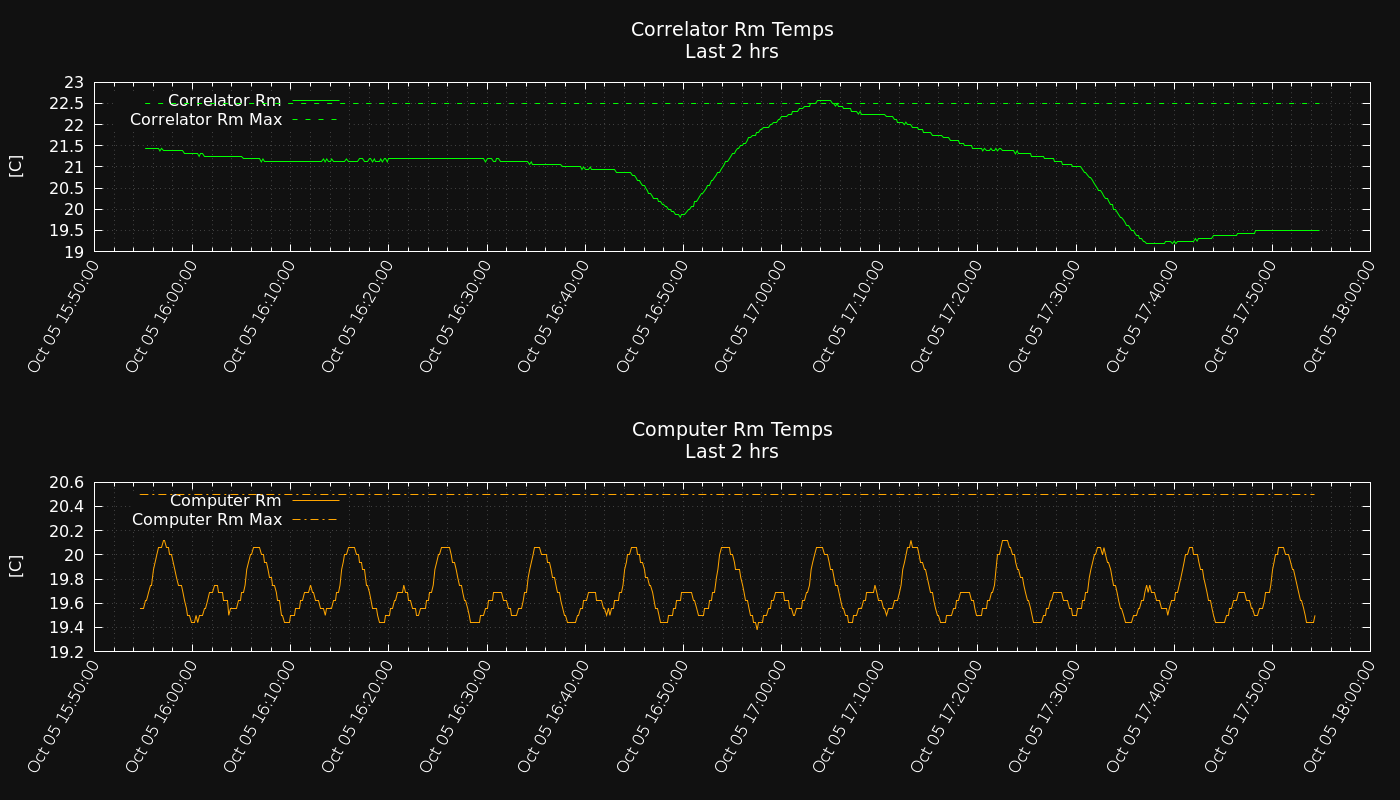 Correlator Rm Temps
Last 2 hrs
23
22.5
22
21.5
21
20.5
20
19.5
19
[C]
Correlator Rm
Correlator Rm Max
Oct 05 15:50:00
Oct 05 16:00:00
Oct 05 16:10:00
Oct 05 16:20:00
Oct 05 16:30:00
Oct 05 16:40:00
Oct 05 16:50:00
Oct 05 17:00:00
Oct 05 17:10:00
Oct 05 17:20:00
Oct 05 17:30:00
Oct 05 17:40:00
Oct 05 17:50:00
Oct 05 18:00:00
Computer Rm Temps
Last 2 hrs
20.6
20.4
20.2
20
19.8
19.6
19.4
19.2
[C]
Computer Rm
Computer Rm Max
Oct 05 15:50:00
Oct 05 16:00:00
Oct 05 16:10:00
Oct 05 16:20:00
Oct 05 16:30:00
Oct 05 16:40:00
Oct 05 16:50:00
Oct 05 17:00:00
Oct 05 17:10:00
Oct 05 17:20:00
Oct 05 17:30:00
Oct 05 17:40:00
Oct 05 17:50:00
Oct 05 18:00:00